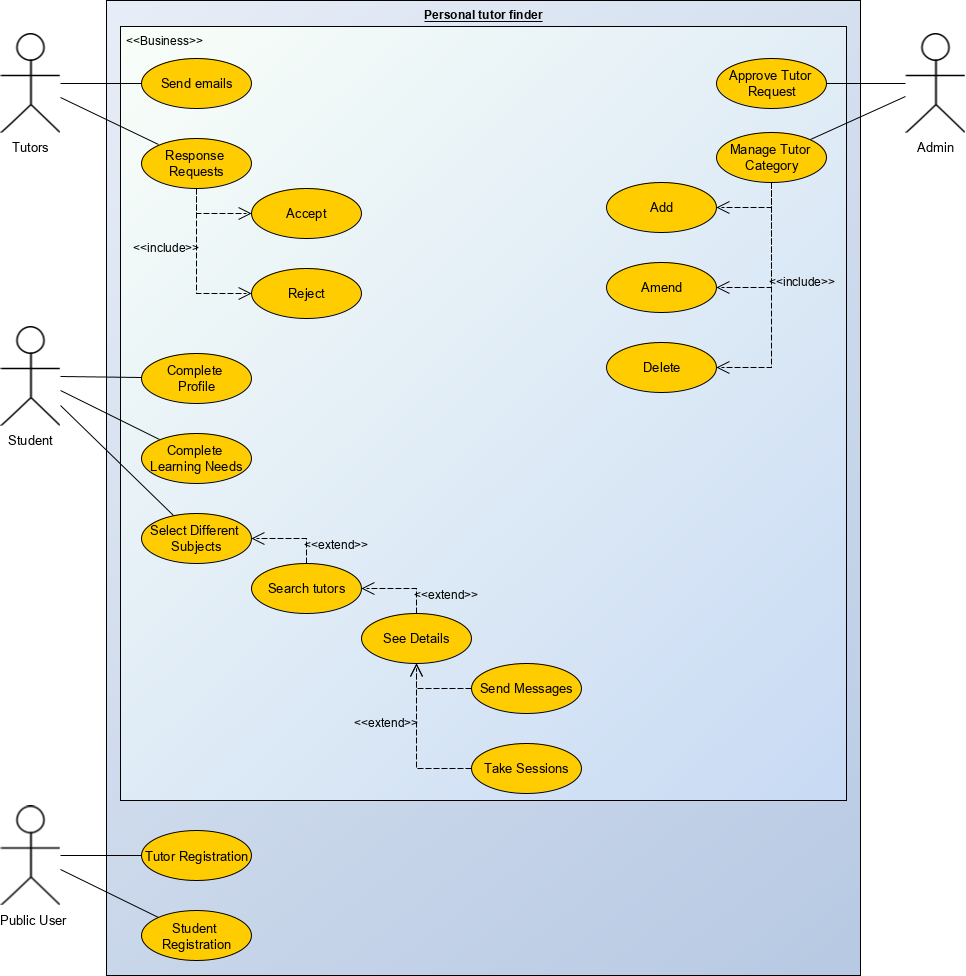 Personal tutor finder
<<Business>>
Send emails
Approve Tutor
Request
Tutors
Admin
Response
Requests
Manage Tutor
Category
Accept
Add
<<include>>
Reject
Amend
<<include>>
Delete
Complete
Profile
Student
Complete
Learning Needs
Select Different
Subjects
<<extend>>
Search tutors
<<extend>>
See Details
Send Messages
<<extend>>
Take Sessions
Tutor Registration
Public User
Student
Registration